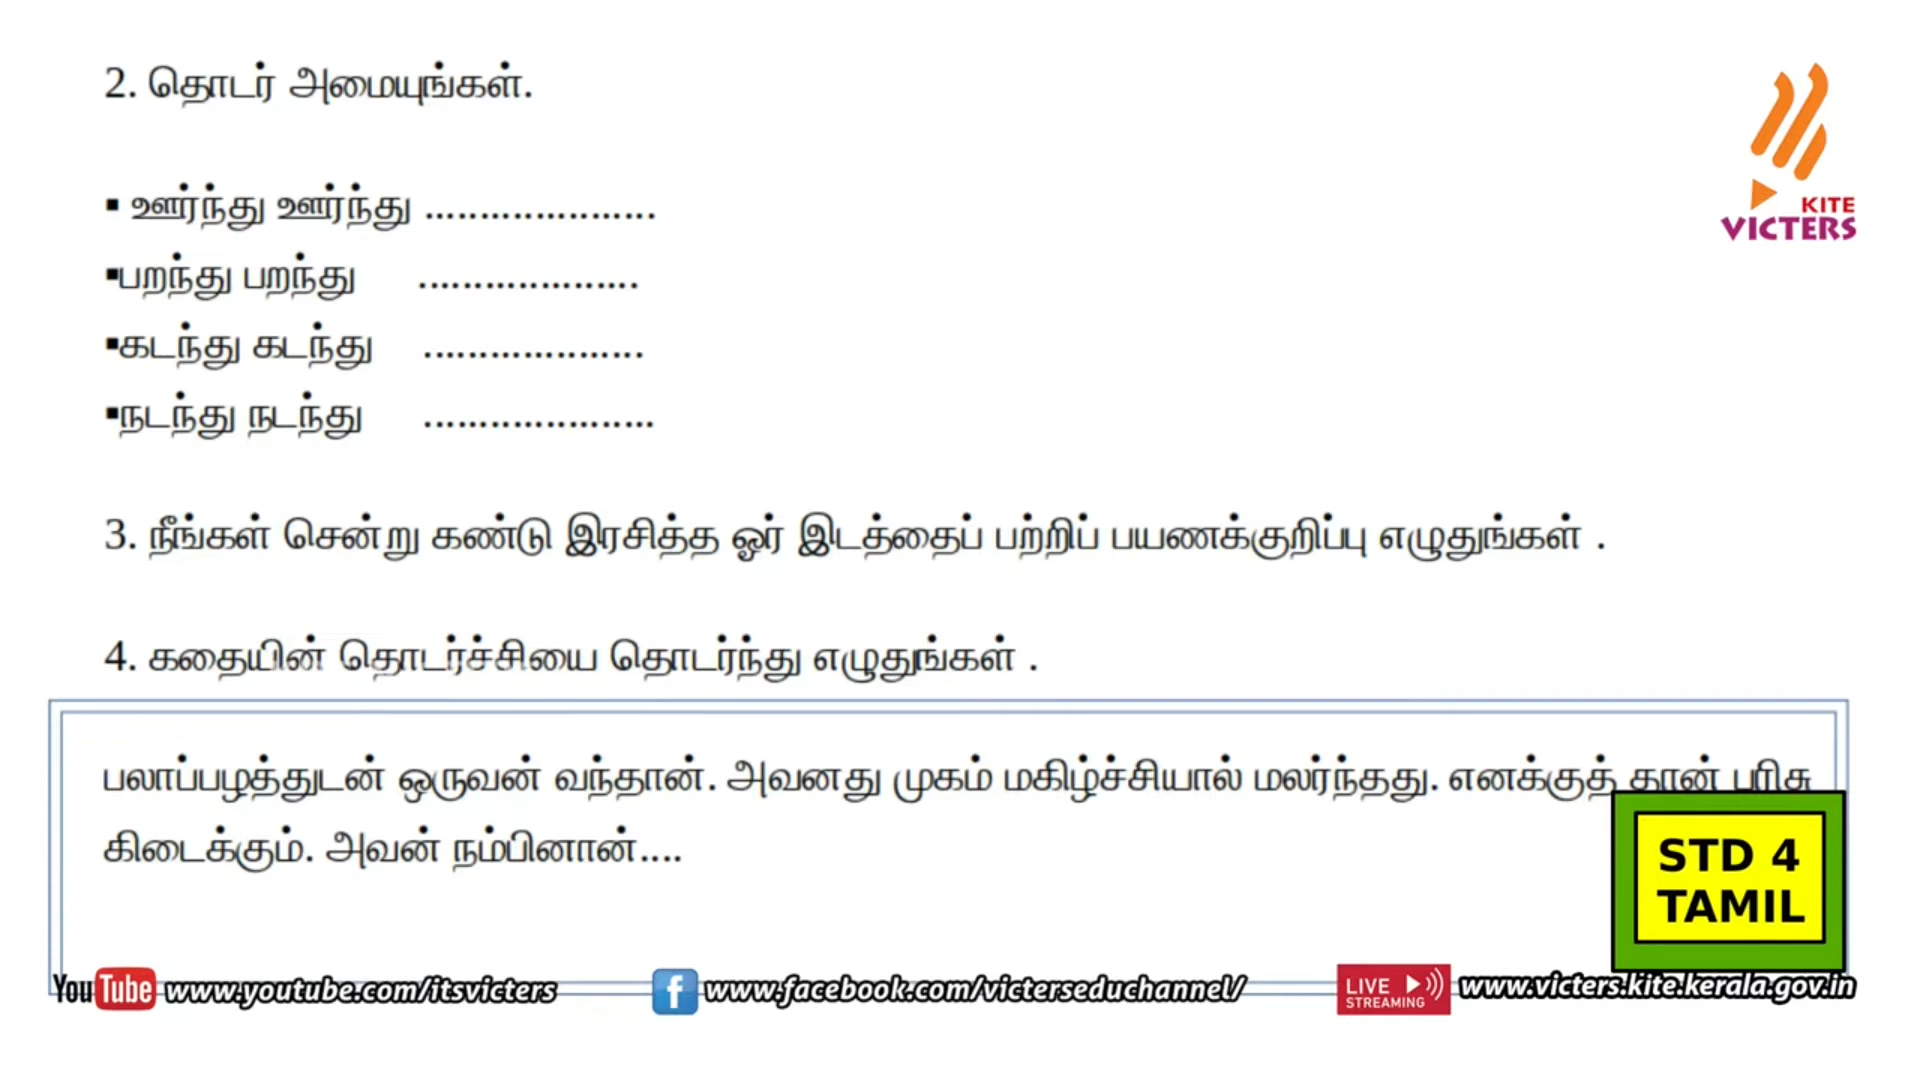 2. தொடர் அமையுங்கள்.
KITE
VICTERS
▪ ஊர்ந்து ஊர்ந்து .....................
▪பறந்து பறந்து ....................
▪கடந்து கடந்து ....................
▪நடந்து நடந்து .....................
3. நீங்கள் சென்று கண்டு இரசித்த ஓர் இடத்தைப் பற்றிப் பயணக்குறிப்பு எழுதுங்கள் .
4. கதையின் தொடர்ச்சியை தொடர்ந்து எழுதுங்கள் .
பலாப்பழத்துடன் ஒருவன் வந்தான். அவனது முகம் மகிழ்ச்சியால் மலர்ந்தது. எனக்குத் தான் பரிசு
கிடைக்கும். அவன் நம்பினான்....
STD 4
TAMIL
YouTube www.youtube.com/itsvicters
f www.facebook.com/victerseduchannel/
LIVE STREAMING www.victers.kite.kerala.gov.in